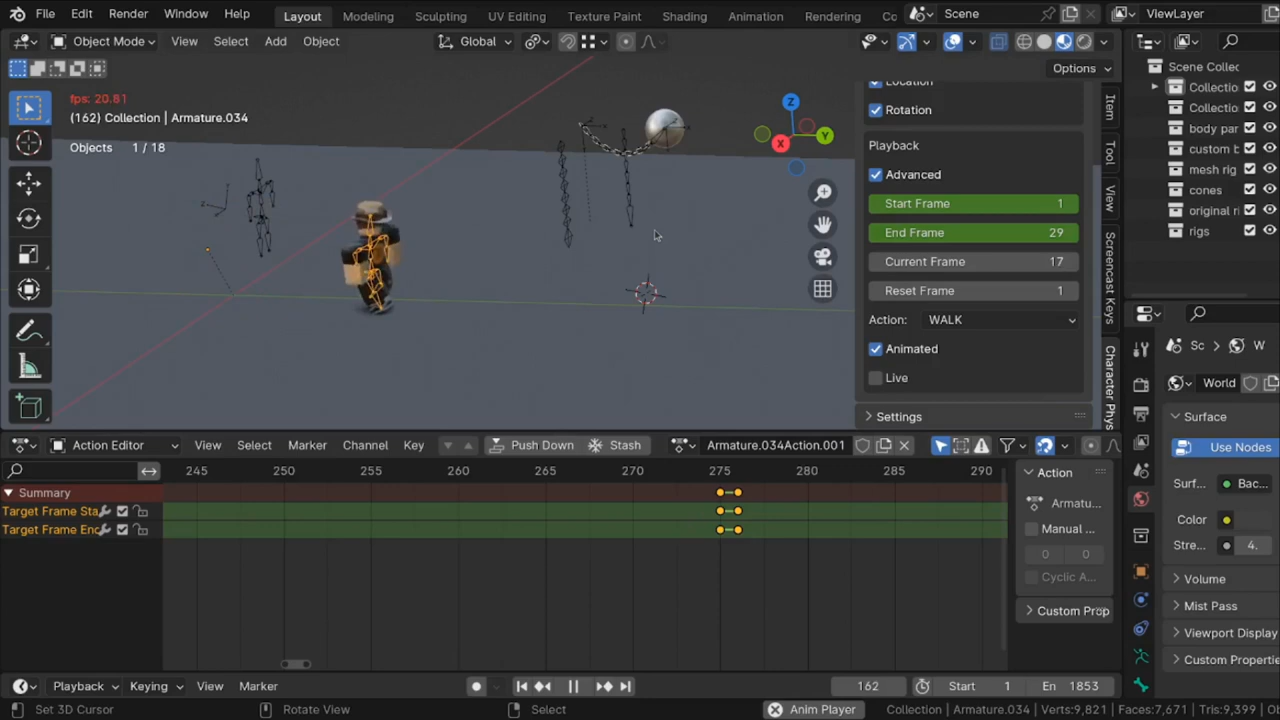 File Edit Render Window Help Layout Modeling Sculpting UV Editing Texture Paint Shading Animation Rendering Co Scene ViewLayer
Object Mode View Select Add Object Global
Options
fps: 20.81
(162) Collection | Armature.034
Objects 1 / 18
Z
Y
X
Location
Rotation
Playback
Advanced
Start Frame 1
End Frame 29
Current Frame 17
Reset Frame 1
Action: WALK
Animated
Live
Settings
Item
Tool
View
Screencast Keys
Character Phys
Scene Collec
Collectio
Collectio
body par
custom b
mesh rig
cones
original ri
rigs
Sc W
World
Surface
Use Nodes
Surf... Bac...
Color
Stre... 4.
Volume
Mist Pass
Viewport Display
Custom Propertie
Action Editor View Select Marker Channel Key Push Down Stash Armature.034Action.001
245 250 255 260 265 270 275 280 285 290
Summary
Target Frame Sta
Target Frame Enc
Action
Armatu...
Manual ...
0 0
Cyclic A...
Custom Prop
Playback Keying View Marker 162 Start 1 En 1853
Set 3D Cursor Rotate View Select Anim Player Collection | Armature.034 | Verts:9,821 | Faces:7,671 | Tris:9,399 | Ob